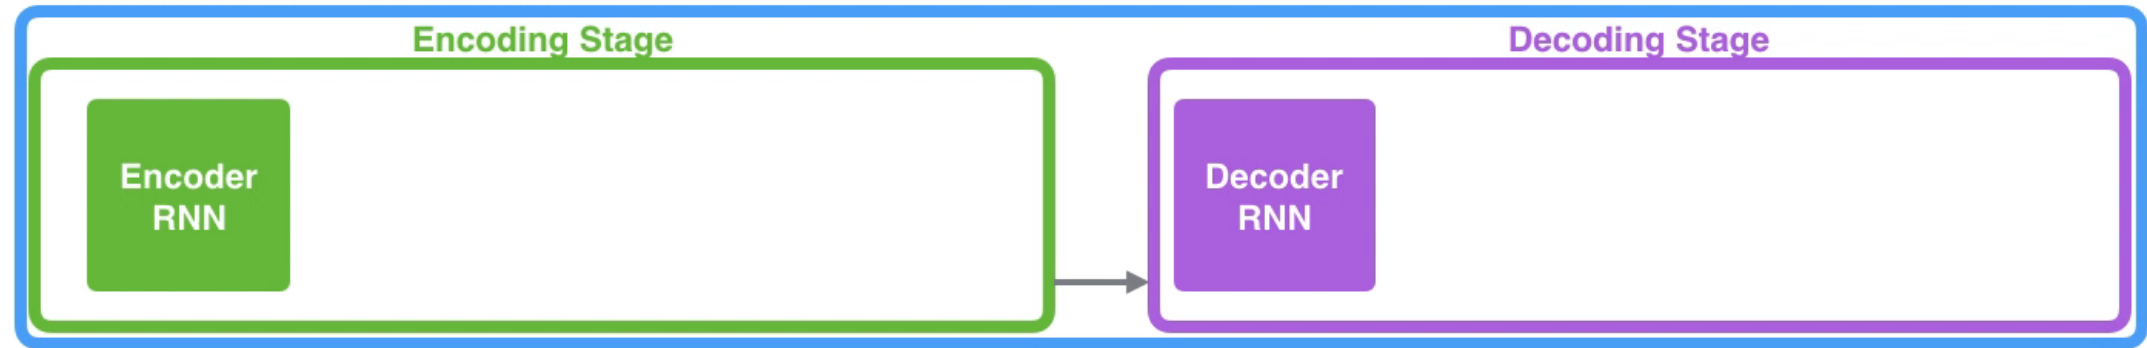 Encoding Stage
Decoding Stage
Encoder
RNN
Decoder
RNN